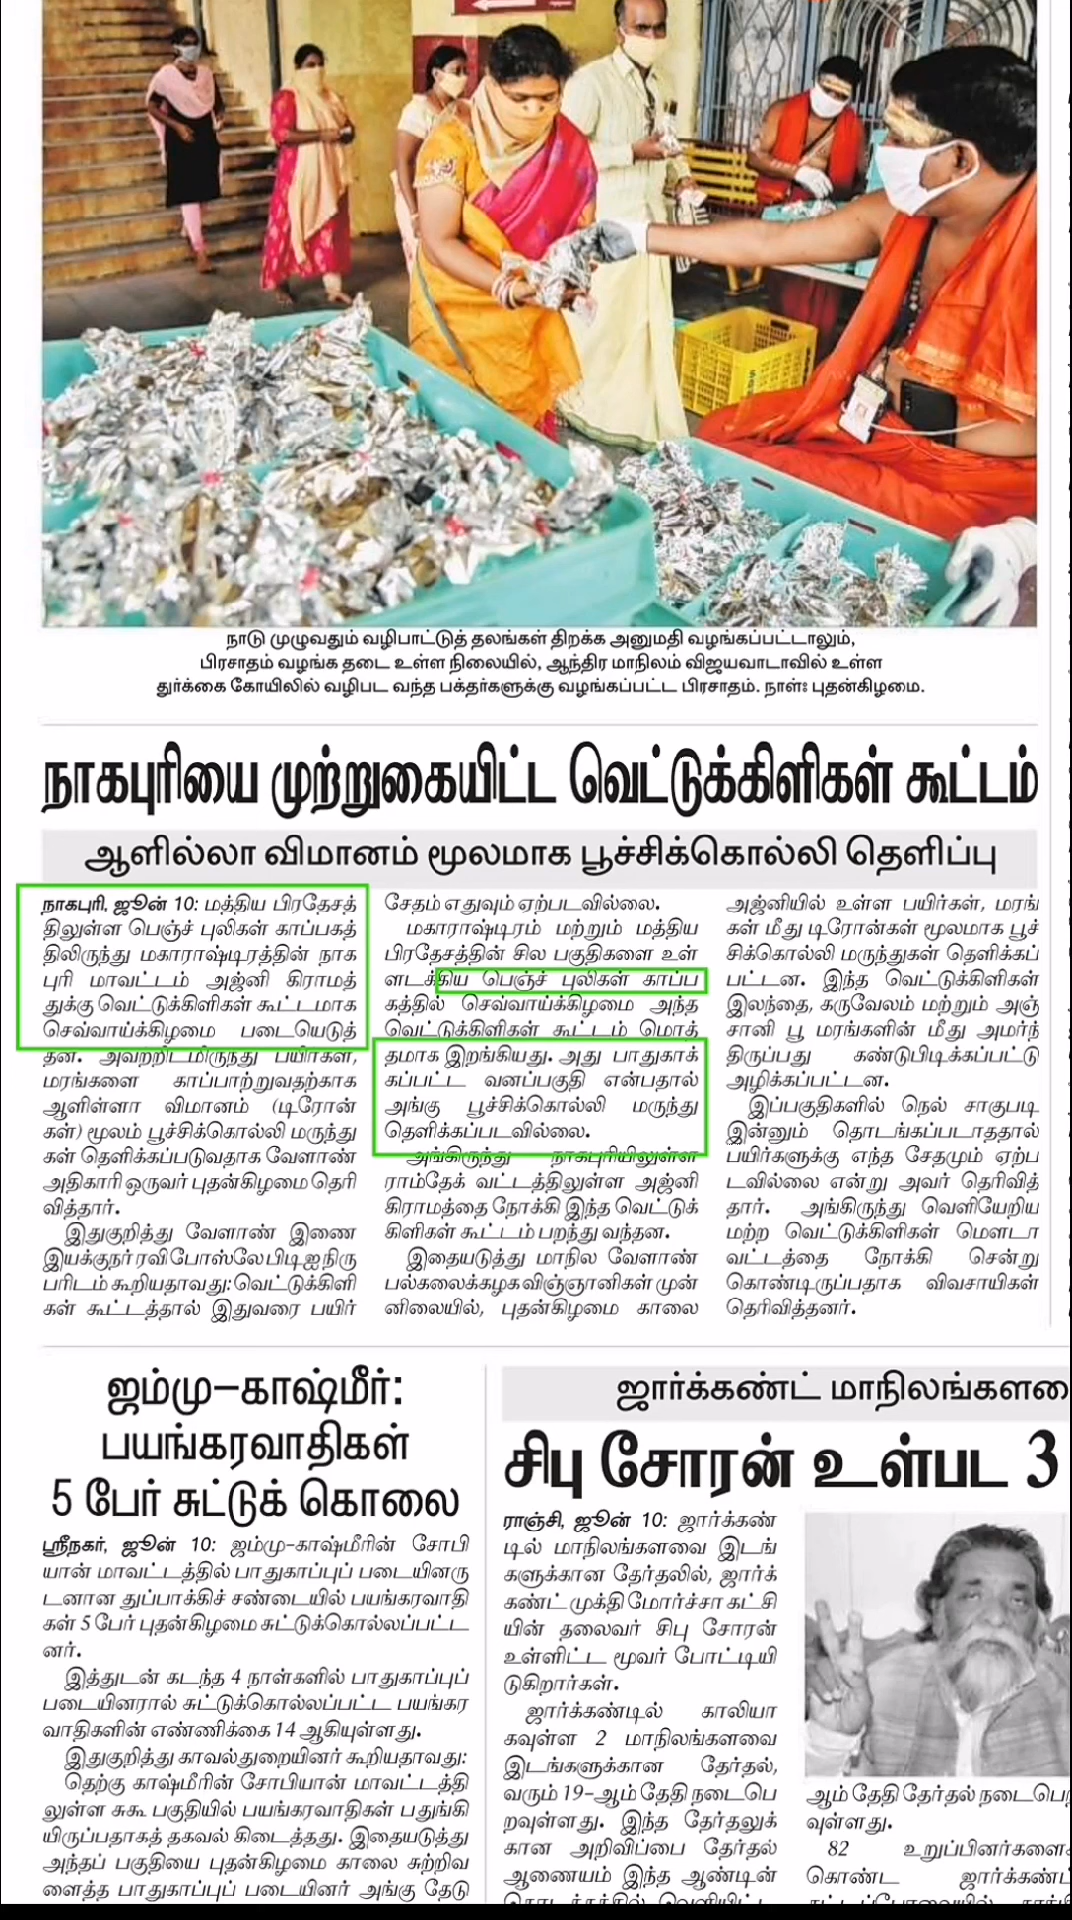 நாடு முழுவதும் வழிபாட்டுத் தலங்கள் திறக்க அனுமதி வழங்கப்பட்டாலும்,
பிரசாதம் வழங்க தடை உள்ள நிலையில், ஆந்திர மாநிலம் விஜயவாடாவில் உள்ள
துர்க்கை கோயிலில் வழிபட வந்த பக்தர்களுக்கு வழங்கப்பட்ட பிரசாதம். நாள்: புதன்கிழமை.
நாகபுரியை முற்றுகையிட்ட வெட்டுக்கிளிகள் கூட்டம்
ஆளில்லா விமானம் மூலமாக பூச்சிக்கொல்லி தெளிப்பு
நாகபுரி, ஜூன் 10: மத்திய பிரதேசத்
திலுள்ள பெஞ்ச் புலிகள் காப்பகத்
திலிருந்து மகாராஷ்டிரத்தின் நாக
புரி மாவட்டம் அஜ்னி கிராமத்
துக்கு வெட்டுக்கிளிகள் கூட்டமாக
செவ்வாய்க்கிழமை படையெடுத்
தன. அவற்றிடமிருந்து பயிர்கள்,
மரங்களை காப்பாற்றுவதற்காக
ஆளிள்ளா விமானம் (டிரோன்
கள்) மூலம் பூச்சிக்கொல்லி மருந்து
கள் தெளிக்கப்படுவதாக வேளாண்
அதிகாரி ஒருவர் புதன்கிழமை தெரி
வித்தார்.
இதுகுறித்து வேளாண் இணை
இயக்குநர் ரவி போஸ்லே பிடிஐ நிரு
பரிடம் கூறியதாவது: வெட்டுக்கிளி
கள் கூட்டத்தால் இதுவரை பயிர்
சேதம் எதுவும் ஏற்படவில்லை.
மகாராஷ்டிரம் மற்றும் மத்திய
பிரதேசத்தின் சில பகுதிகளை உள்
ளடக்கிய பெஞ்ச் புலிகள் காப்ப
கத்தில் செவ்வாய்க்கிழமை அந்த
வெட்டுக்கிளிகள் கூட்டம் மொத்
தமாக இறங்கியது. அது பாதுகாக்
கப்பட்ட வனப்பகுதி என்பதால்
அங்கு பூச்சிக்கொல்லி மருந்து
தெளிக்கப்படவில்லை.
அங்கிருந்து நாகபுரியிலுள்ள
ராம்தேக் வட்டத்திலுள்ள அஜ்னி
கிராமத்தை நோக்கி இந்த வெட்டுக்
கிளிகள் கூட்டம் பறந்து வந்தன.
இதையடுத்து மாநில வேளாண்
பல்கலைக்கழக விஞ்ஞானிகள் முன்
னிலையில், புதன்கிழமை காலை
அஜ்னியில் உள்ள பயிர்கள், மரங்
கள் மீது டிரோன்கள் மூலமாக பூச்
சிக்கொல்லி மருந்துகள் தெளிக்கப்
பட்டன. இந்த வெட்டுக்கிளிகள்
இலந்தை, கருவேலம் மற்றும் அஞ்
சானி பூ மரங்களின் மீது அமர்ந்
திருப்பது கண்டுபிடிக்கப்பட்டு
அழிக்கப்பட்டன.
இப்பகுதிகளில் நெல் சாகுபடி
இன்னும் தொடங்கப்படாததால்
பயிர்களுக்கு எந்த சேதமும் ஏற்ப
டவில்லை என்று அவர் தெரிவித்
தார். அங்கிருந்து வெளியேறிய
மற்ற வெட்டுக்கிளிகள் மௌடா
வட்டத்தை நோக்கி சென்று
கொண்டிருப்பதாக விவசாயிகள்
தெரிவித்தனர்.
ஜம்மு-காஷ்மீர்:
பயங்கரவாதிகள்
5 பேர் சுட்டுக் கொலை
ஸ்ரீநகர், ஜூன் 10: ஜம்மு-காஷ்மீரின் சோபி
யான் மாவட்டத்தில் பாதுகாப்புப் படையினரு
டனான துப்பாக்கிச் சண்டையில் பயங்கரவாதி
கள் 5 பேர் புதன்கிழமை சுட்டுக்கொல்லப்பட்ட
னர்.
இத்துடன் கடந்த 4 நாள்களில் பாதுகாப்புப்
படையினரால் சுட்டுக்கொல்லப்பட்ட பயங்கர
வாதிகளின் எண்ணிக்கை 14 ஆகியுள்ளது.
இதுகுறித்து காவல்துறையினர் கூறியதாவது:
தெற்கு காஷ்மீரின் சோபியான் மாவட்டத்தி
லுள்ள சுகூ பகுதியில் பயங்கரவாதிகள் பதுங்கி
யிருப்பதாகத் தகவல் கிடைத்தது. இதையடுத்து
அந்தப் பகுதியை புதன்கிழமை காலை சுற்றிவ
ளைத்த பாதுகாப்புப் படையினர் அங்கு தேடு
ஜார்க்கண்ட் மாநிலங்களவை
சிபு சோரன் உள்பட 3
ராஞ்சி, ஜூன் 10: ஜார்க்கண்
டில் மாநிலங்களவை இடங்
களுக்கான தேர்தலில், ஜார்க்
கண்ட் முக்தி மோர்ச்சா கட்சி
யின் தலைவர் சிபு சோரன்
உள்ளிட்ட மூவர் போட்டியி
டுகிறார்கள்.
ஜார்க்கண்டில் காலியா
கவுள்ள 2 மாநிலங்களவை
இடங்களுக்கான தேர்தல்,
வரும் 19-ஆம் தேதி நடைபெ
றவுள்ளது. இந்த தேர்தலுக்
கான அறிவிப்பை தேர்தல்
ஆணையம் இந்த ஆண்டின்
ஆம் தேதி தேர்தல் நடைபெற
வுள்ளது.
82 உறுப்பினர்களை
கொண்ட ஜார்க்கண்ட்